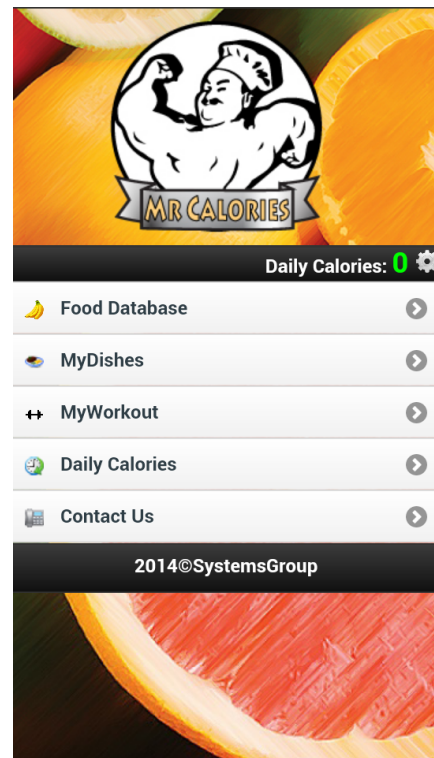 MR CALORIES
Daily Calories: 0
Food Database
MyDishes
MyWorkout
Daily Calories
Contact Us
2014©SystemsGroup